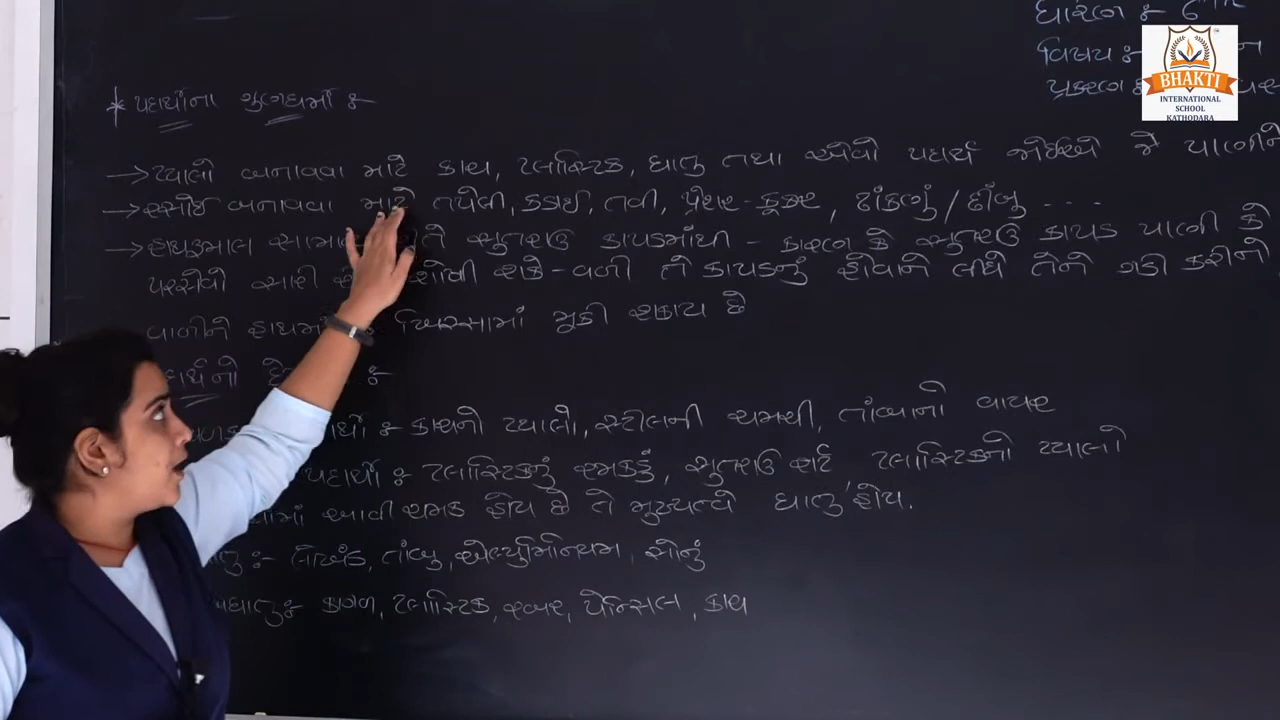 ધોરણ :-
વિષય :-
પ્રકરણ
BHAKTI
INTERNATIONAL
SCHOOL
KATHODARA
* પદાર્થોના ગુણધર્મો :-
→ પ્યાલો બનાવવા માટે કાચ, પ્લાસ્ટિક, ધાતુ તથા એવો પદાર્થ જોઈએ જે પાણીને
→ રસોઈ બનાવવા માટે તપેલી, કડાઈ, તવી, પ્રેશર-કૂકર, ઢાંકણું / ઢીંબુ ....
→ હાથરૂમાલ સુતરાઉ કાપડમાંથી - કારણ કે સુતરાઉ કાપડ પાણી કે
પરસેવો સારી શોષી શકે - વળી તે કાપડનું હોવાને લીધે તેને ગડી કરીને
વાળીને હાથમાં ખિસ્સામાં મૂકી શકાય છે
:-
:- કાચનો પ્યાલો, સ્ટીલની ચમચી, તાંબાનો વાયર
પદાર્થો :- પ્લાસ્ટિકનું રમકડું, સુતરાઉ શર્ટ પ્લાસ્ટિકનો પ્યાલો
આવી ચમક હોય છે તે મુખ્યત્વે 'ધાતુ' હોય.
:- લોખંડ, તાંબુ, એલ્યુમિનિયમ, સોનું
:- કાગળ, પ્લાસ્ટિક, રબર, પેન્સિલ, કાચ